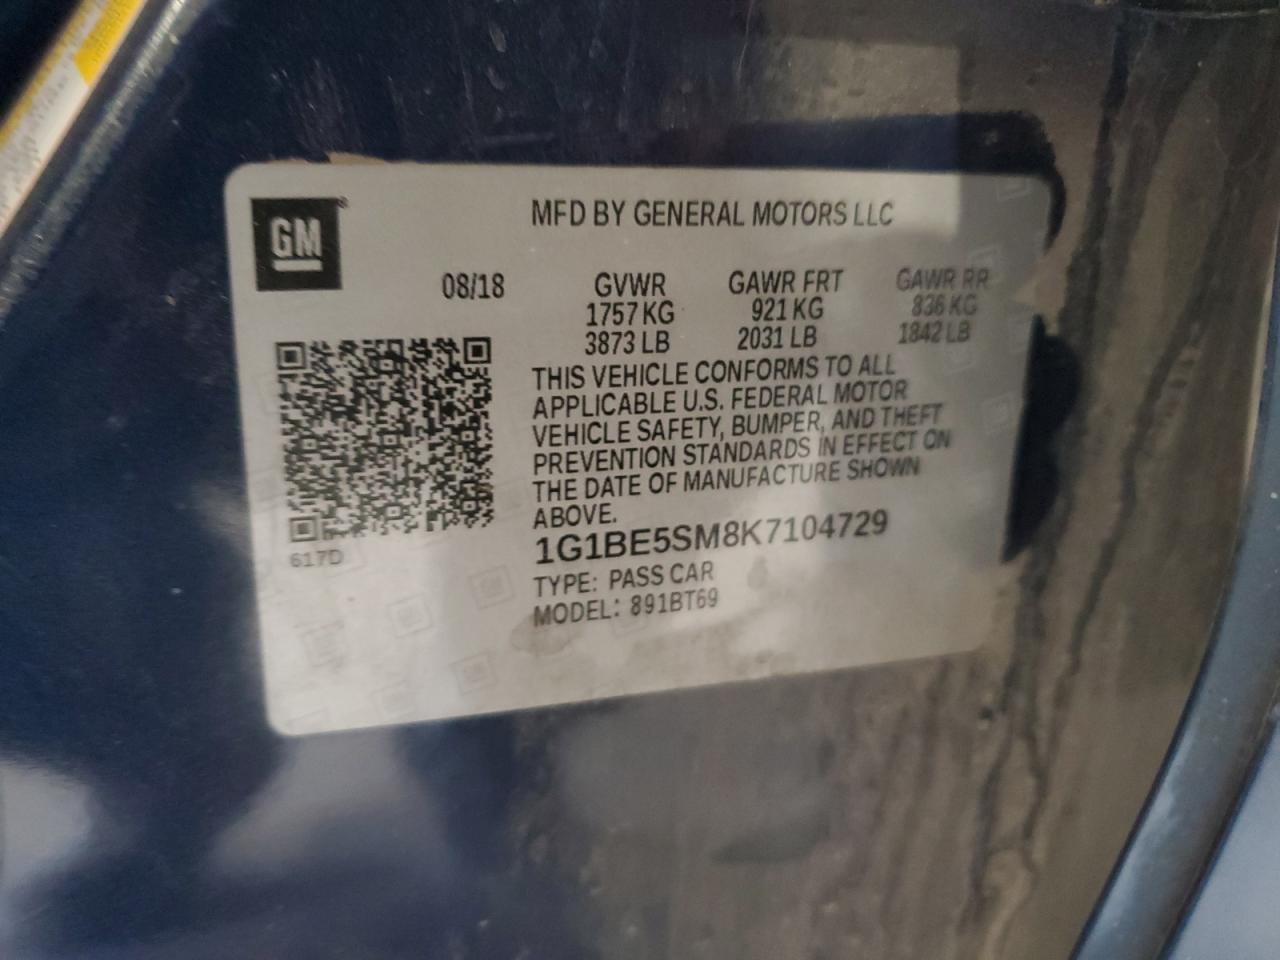 GM
MFD BY GENERAL MOTORS LLC
08/18 GVWR GAWR FRT GAWR RR
1757 KG 921 KG 836 KG
3873 LB 2031 LB 1842 LB
THIS VEHICLE CONFORMS TO ALL
APPLICABLE U.S. FEDERAL MOTOR
VEHICLE SAFETY, BUMPER, AND THEFT
PREVENTION STANDARDS IN EFFECT ON
THE DATE OF MANUFACTURE SHOWN
ABOVE.
617D
1G1BE5SM8K7104729
TYPE: PASS CAR
MODEL: 891BT69